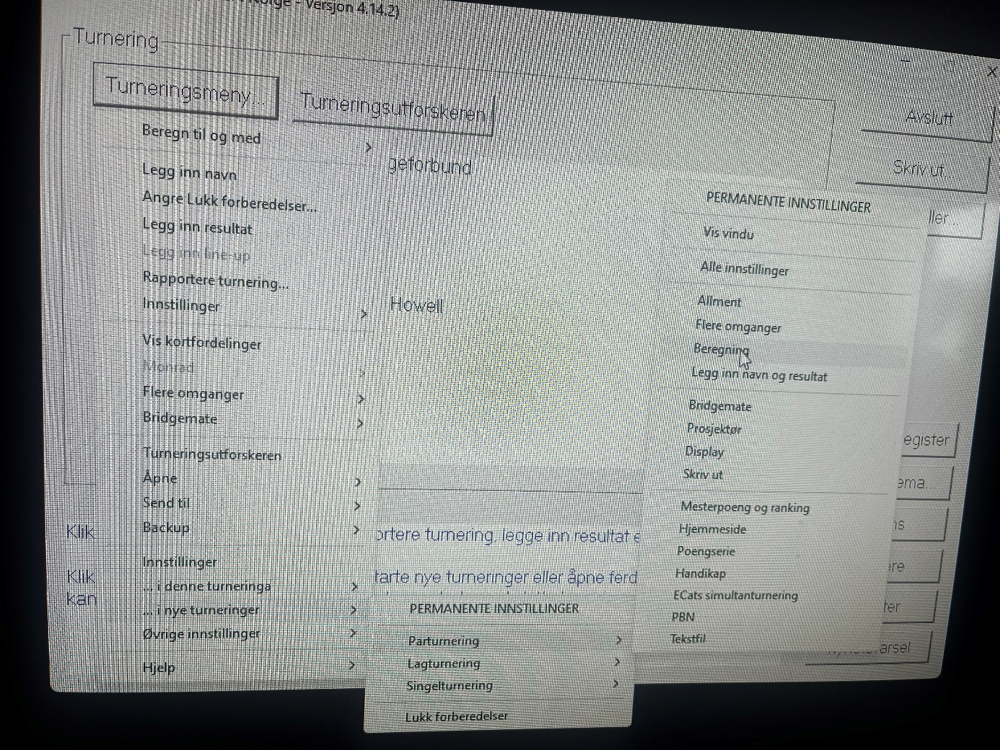 Norge - Versjon 4.14.2)
Turnering
Turneringsmeny...
Turneringsutforskeren
Avslutt
Skriv ut...
ller...
Beregn til og med
Legg inn navn
Angre Lukk forberedelser...
Legg inn resultat
Legg inn line-up
Rapportere turnering...
Innstillinger
Vis kortfordelinger
Monrad
Flere omganger
Bridgemate
Turneringsutforskeren
Åpne
Send til
Backup
Innstillinger
... i denne turneringa
... i nye turneringer
Øvrige innstillinger
Hjelp
geforbund
Howell
Klik
ortere turnering, legge inn resultat e
Klik
tarte nye turneringer eller åpne ferd
kan
PERMANENTE INNSTILLINGER
Parturnering
Lagturnering
Singelturnering
Lukk forberedelser
PERMANENTE INNSTILLINGER
Vis vindu
Alle innstillinger
Allment
Flere omganger
Beregning
Legg inn navn og resultat
Bridgemate
Prosjektør
Display
Skriv ut
Mesterpoeng og ranking
Hjemmeside
Poengserie
Handikap
ECats simultanturnering
PBN
Tekstfil
egister
ema...
ns
ere
ter
arsel